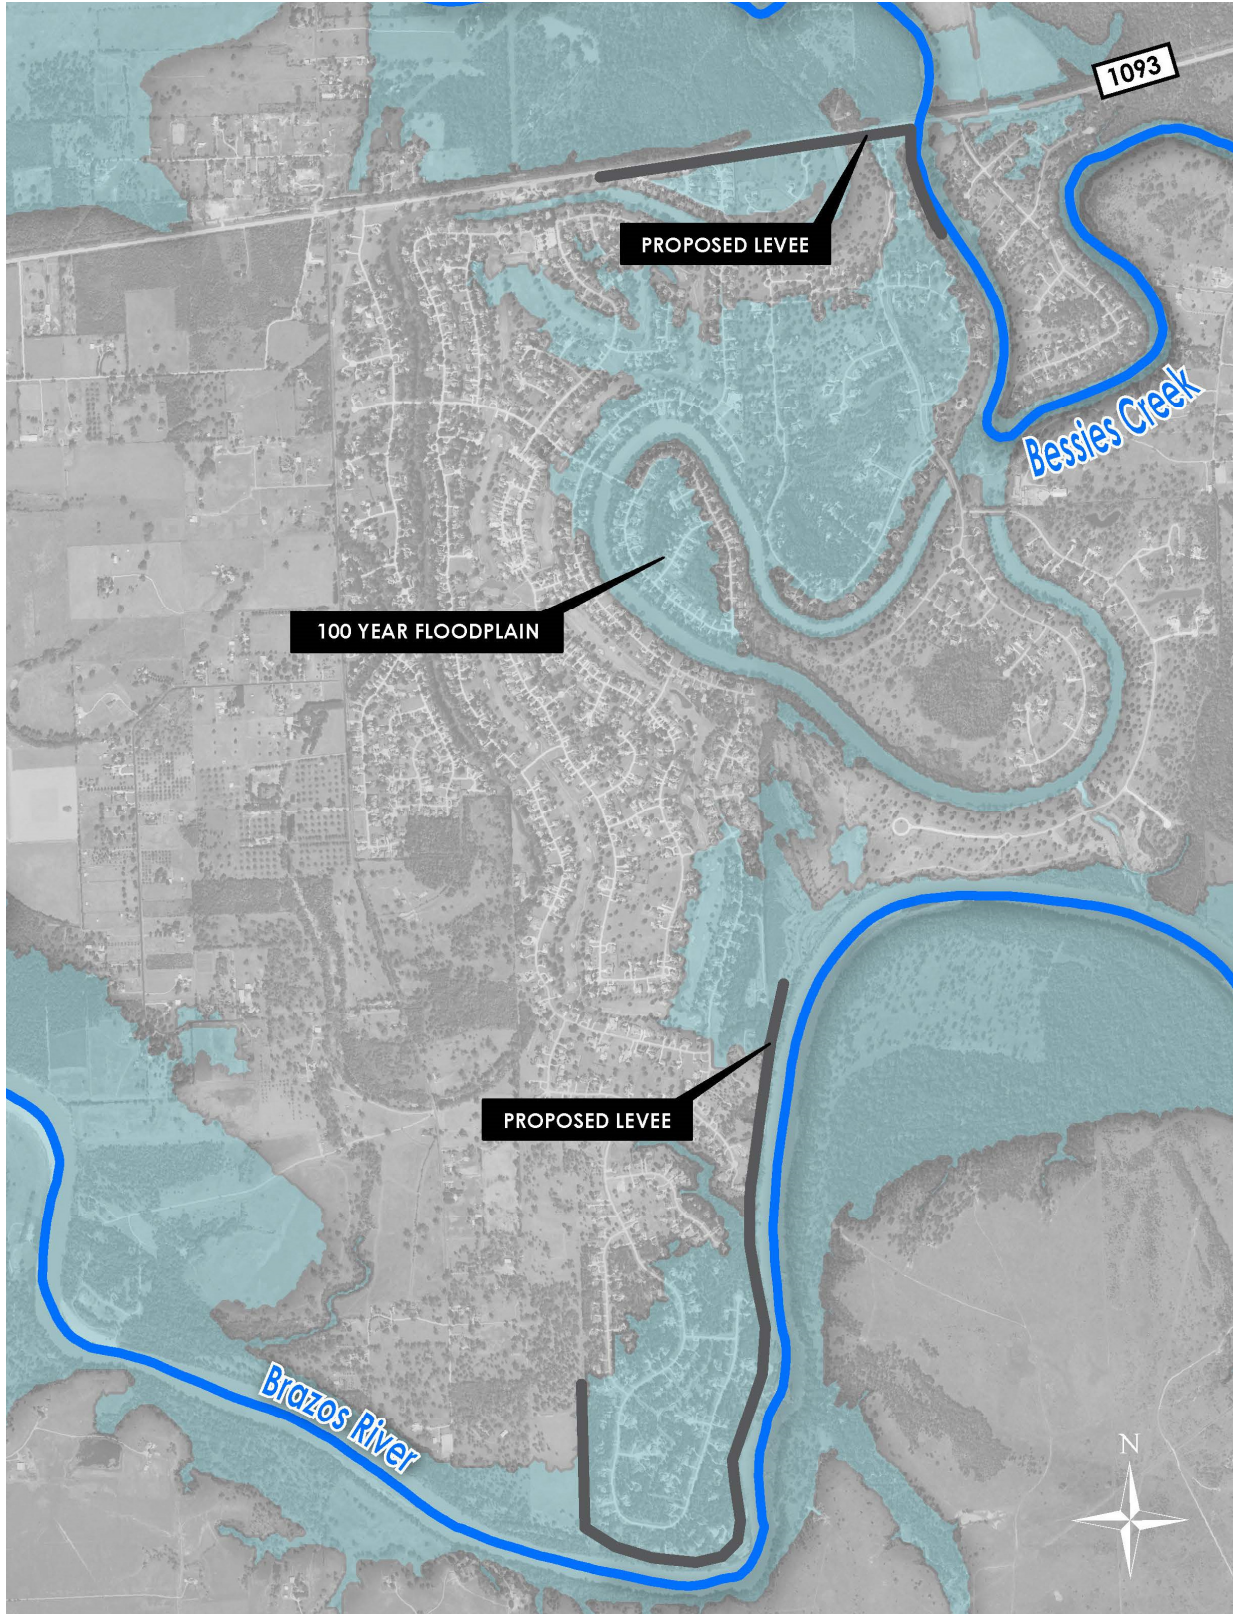 1093
PROPOSED LEVEE
Bessies Creek
100 YEAR FLOODPLAIN
PROPOSED LEVEE
Brazos River
N